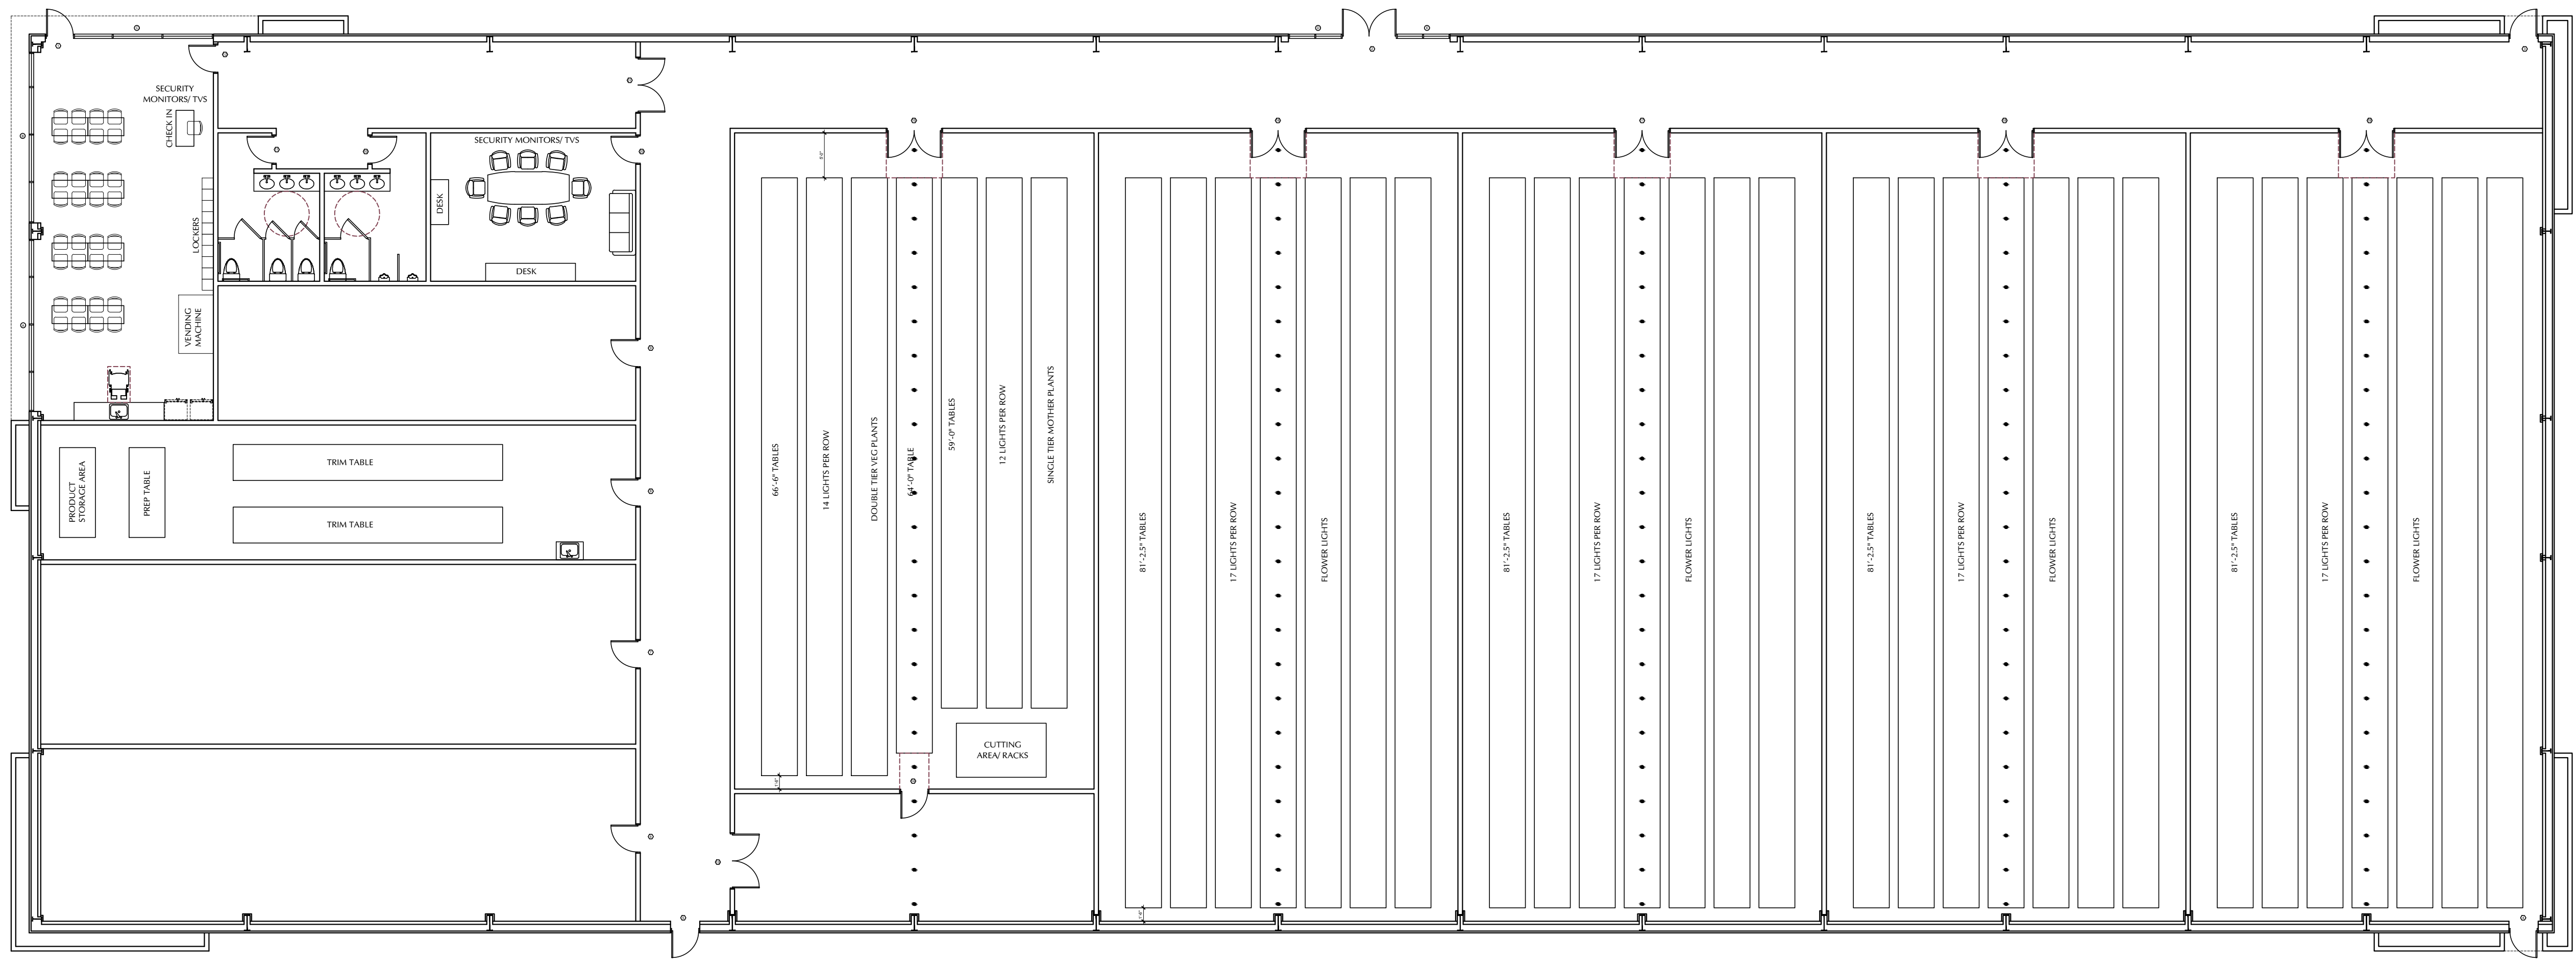 SECURITY
MONITORS/ TVS
CHECK IN
LOCKERS
VENDING
MACHINE
SECURITY MONITORS/ TVS
DESK
DESK
PRODUCT
STORAGE AREA
PREP TABLE
TRIM TABLE
TRIM TABLE
5'-0"
66'-6" TABLES
14 LIGHTS PER ROW
DOUBLE TIER VEG PLANTS
64'-0" TABLE
59'-0" TABLES
12 LIGHTS PER ROW
SINGLE TIER MOTHER PLANTS
CUTTING
AREA/ RACKS
81'-2.5" TABLES
17 LIGHTS PER ROW
FLOWER LIGHTS
81'-2.5" TABLES
17 LIGHTS PER ROW
FLOWER LIGHTS
81'-2.5" TABLES
17 LIGHTS PER ROW
FLOWER LIGHTS
81'-2.5" TABLES
17 LIGHTS PER ROW
FLOWER LIGHTS